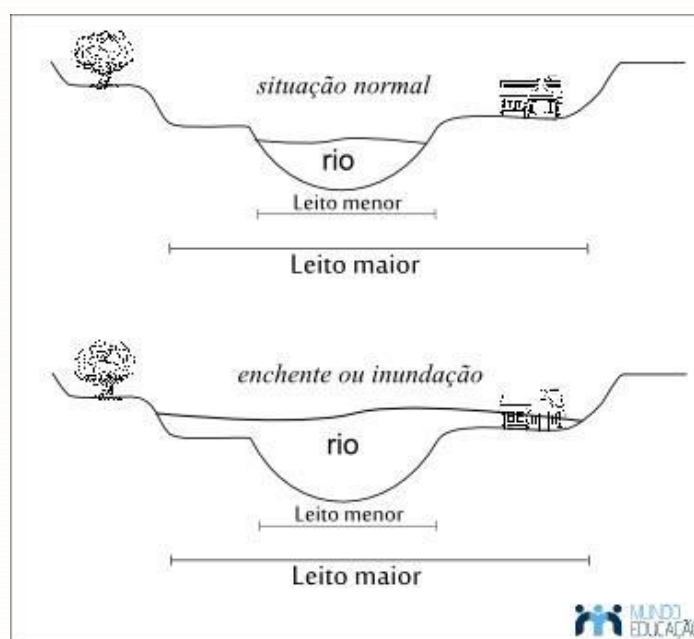 situação normal
rio
Leito menor
Leito maior
enchente ou inundação
rio
Leito menor
Leito maior
MUNDO
EDUCAÇÃO